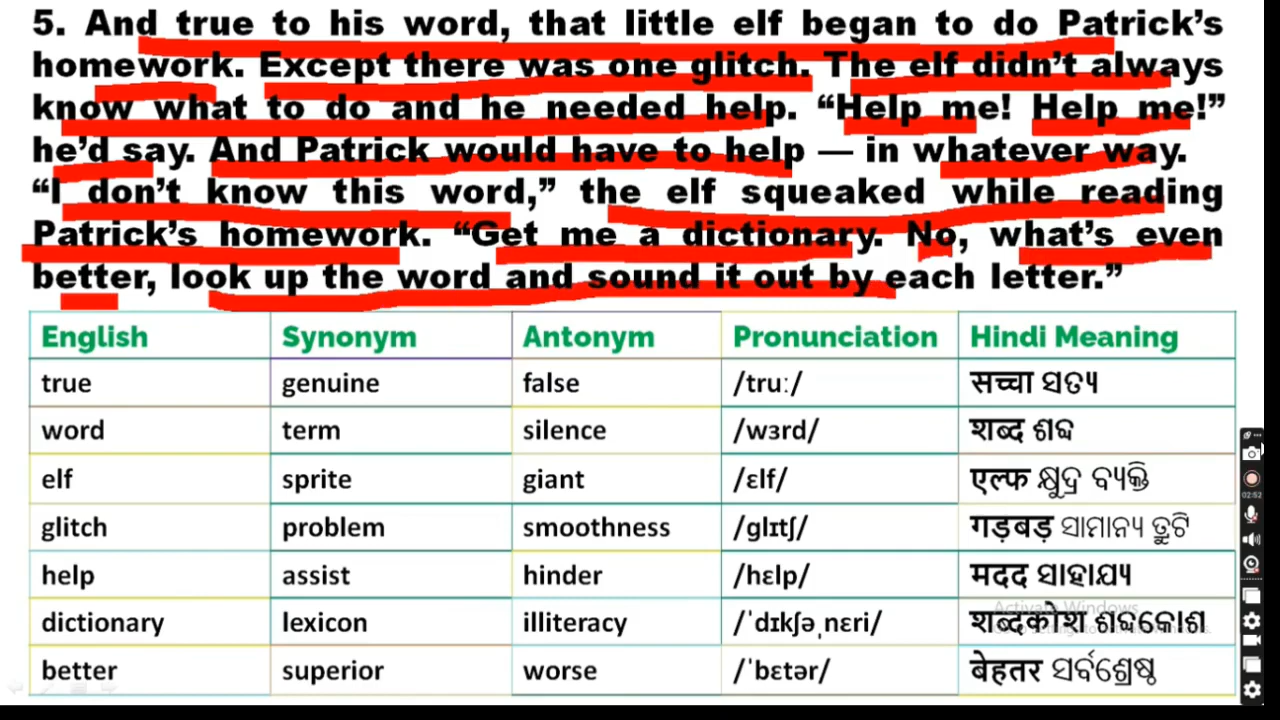 5. And true to his word, that little elf began to do Patrick's
homework. Except there was one glitch. The elf didn't always
know what to do and he needed help. “Help me! Help me!”
he'd say. And Patrick would have to help — in whatever way.
“I don't know this word,” the elf squeaked while reading
Patrick's homework. “Get me a dictionary. No, what's even
better, look up the word and sound it out by each letter.”
English Synonym Antonym Pronunciation Hindi Meaning
true genuine false /truː/ सच्चा ସତ୍ୟ
word term silence /wɜrd/ शब्द ଶବ୍ଦ
elf sprite giant /ɛlf/ एल्फ କ୍ଷୁଦ୍ର ବ୍ୟକ୍ତି
glitch problem smoothness /ɡlɪtʃ/ गड़बड़ ସାମାନ୍ୟ ତ୍ରୁଟି
help assist hinder /hɛlp/ मदद ସାହାଯ୍ୟ
dictionary lexicon illiteracy /ˈdɪkʃəˌnɛri/ शब्दकोश ଶବ୍ଦକୋଶ
better superior worse /ˈbɛtər/ बेहतर ସର୍ବଶ୍ରେଷ୍ଠ
Activate Windows
02:52